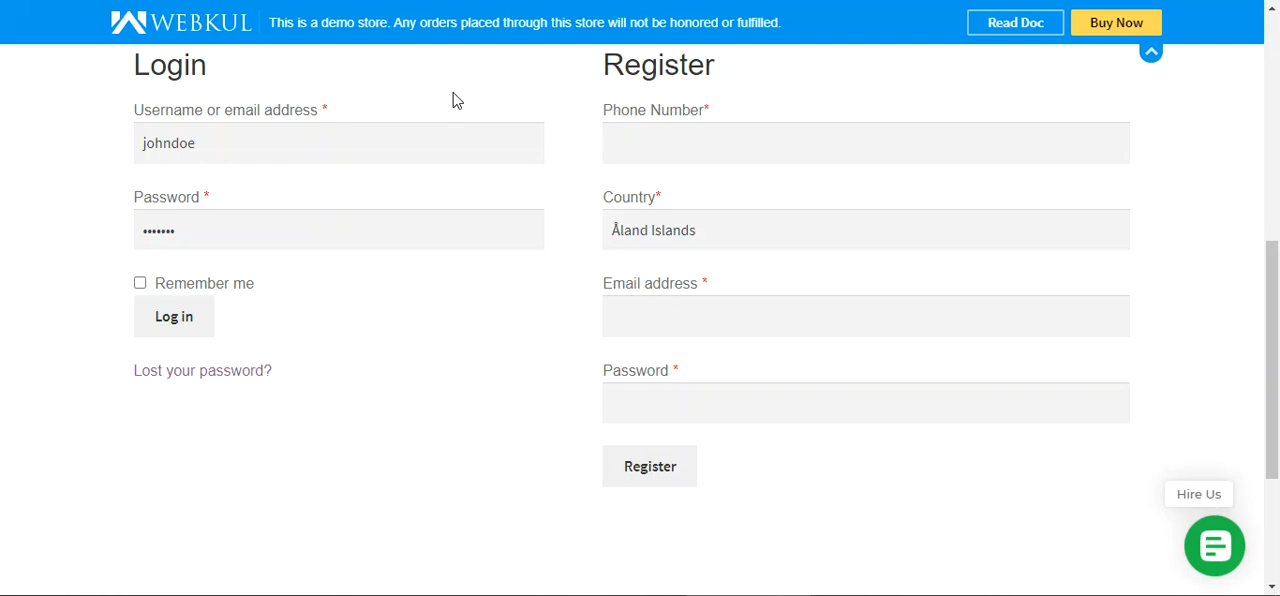 WEBKUL
This is a demo store. Any orders placed through this store will not be honored or fulfilled.
Read Doc
Buy Now
Login
Username or email address *
johndoe
Password *
•••••••
Remember me
Log in
Lost your password?
Register
Phone Number*
Country*
Åland Islands
Email address *
Password *
Register
Hire Us